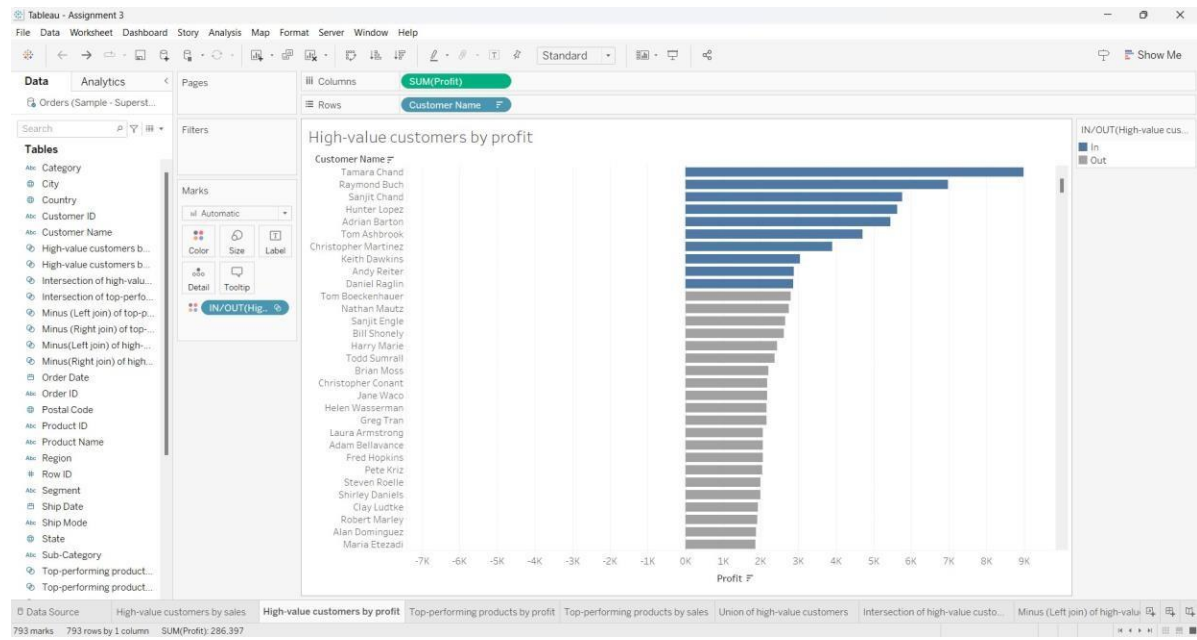 Tableau - Assignment 3
File Data Worksheet Dashboard Story Analysis Map Format Server Window Help
Standard
Show Me
Data Analytics
Orders (Sample - Superst...
Search
Tables
Abc Category
City
Country
Abc Customer ID
Abc Customer Name
High-value customers b...
High-value customers b...
Intersection of high-valu...
Intersection of top-perfo...
Minus (Left join) of top-p...
Minus (Right join) of top-...
Minus(Left join) of high-...
Minus(Right join) of high...
Order Date
Abc Order ID
Postal Code
Abc Product ID
Abc Product Name
Abc Region
# Row ID
Abc Segment
Ship Date
Abc Ship Mode
State
Abc Sub-Category
Top-performing product...
Top-performing product...
Pages
Filters
Marks
Automatic
Color Size Label
Detail Tooltip
IN/OUT(Hig..
Columns SUM(Profit)
Rows Customer Name
High-value customers by profit
Customer Name
Tamara Chand
Raymond Buch
Sanjit Chand
Hunter Lopez
Adrian Barton
Tom Ashbrook
Christopher Martinez
Keith Dawkins
Andy Reiter
Daniel Raglin
Tom Boeckenhauer
Nathan Mautz
Sanjit Engle
Bill Shonely
Harry Marie
Todd Sumrall
Brian Moss
Christopher Conant
Jane Waco
Helen Wasserman
Greg Tran
Laura Armstrong
Adam Bellavance
Fred Hopkins
Pete Kriz
Steven Roelle
Shirley Daniels
Clay Ludtke
Robert Marley
Alan Dominguez
Maria Etezadi
-7K -6K -5K -4K -3K -2K -1K 0K 1K 2K 3K 4K 5K 6K 7K 8K 9K
Profit
IN/OUT(High-value cus...
In
Out
Data Source High-value customers by sales High-value customers by profit Top-performing products by profit Top-performing products by sales Union of high-value customers Intersection of high-value custo... Minus (Left join) of high-valu
793 marks 793 rows by 1 column SUM(Profit): 286,397